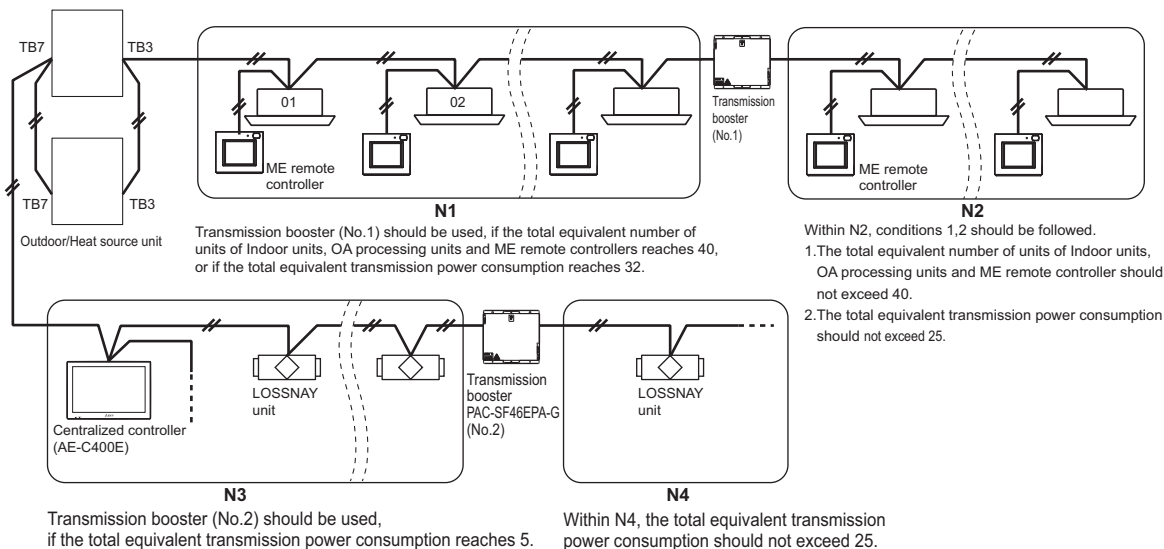 TB7
TB3
TB7
TB3
Outdoor/Heat source unit
01
02
ME remote
controller
N1
Transmission booster (No.1) should be used, if the total equivalent number of
units of Indoor units, OA processing units and ME remote controllers reaches 40,
or if the total equivalent transmission power consumption reaches 32.
Transmission
booster
(No.1)
ME remote
controller
N2
Within N2, conditions 1,2 should be followed.
1.The total equivalent number of units of Indoor units,
OA processing units and ME remote controller should
not exceed 40.
2.The total equivalent transmission power consumption
should not exceed 25.
Centralized controller
(AE-C400E)
LOSSNAY
unit
N3
Transmission booster (No.2) should be used,
if the total equivalent transmission power consumption reaches 5.
Transmission
booster
PAC-SF46EPA-G
(No.2)
LOSSNAY
unit
N4
Within N4, the total equivalent transmission
power consumption should not exceed 25.